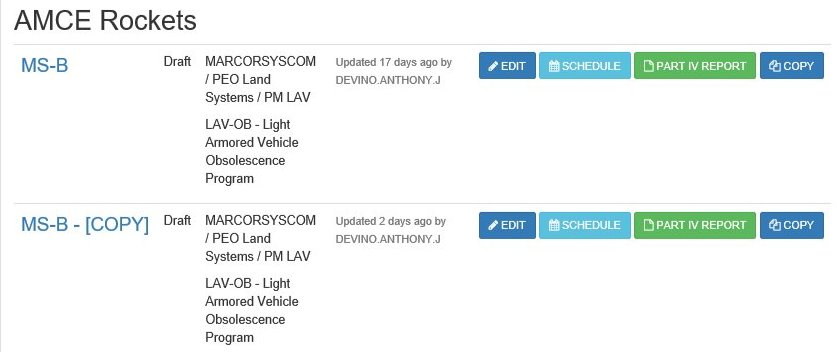 AMCE Rockets
MS-B
Draft
MARCORSYSCOM
/ PEO Land
Systems / PM LAV
LAV-OB - Light
Armored Vehicle
Obsolescence
Program
Updated 17 days ago by
DEVINO.ANTHONY.J
EDIT
SCHEDULE
PART IV REPORT
COPY
MS-B - [COPY]
Draft
MARCORSYSCOM
/ PEO Land
Systems / PM LAV
LAV-OB - Light
Armored Vehicle
Obsolescence
Program
Updated 2 days ago by
DEVINO.ANTHONY.J
EDIT
SCHEDULE
PART IV REPORT
COPY